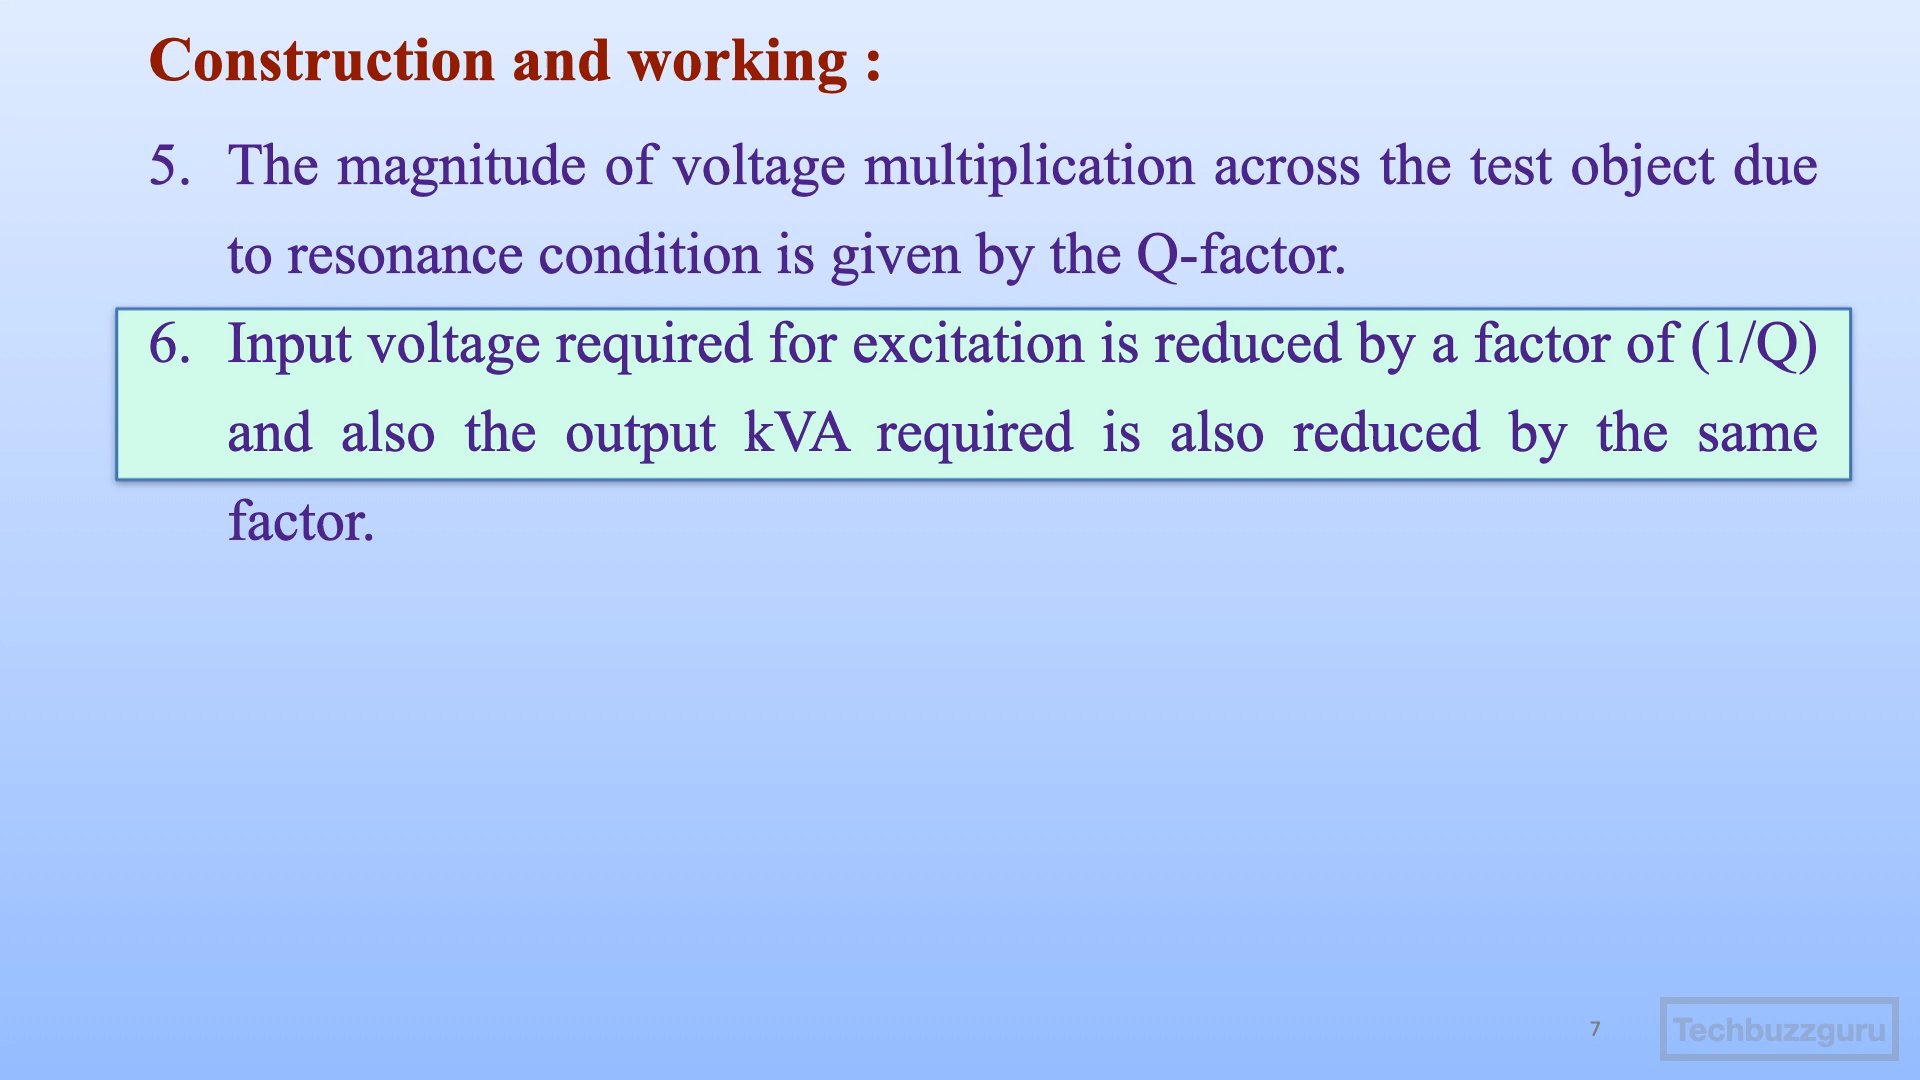 Construction and working :
5. The magnitude of voltage multiplication across the test object due
to resonance condition is given by the Q-factor.
6. Input voltage required for excitation is reduced by a factor of (1/Q)
and also the output kVA required is also reduced by the same
factor.
7
Techbuzzguru